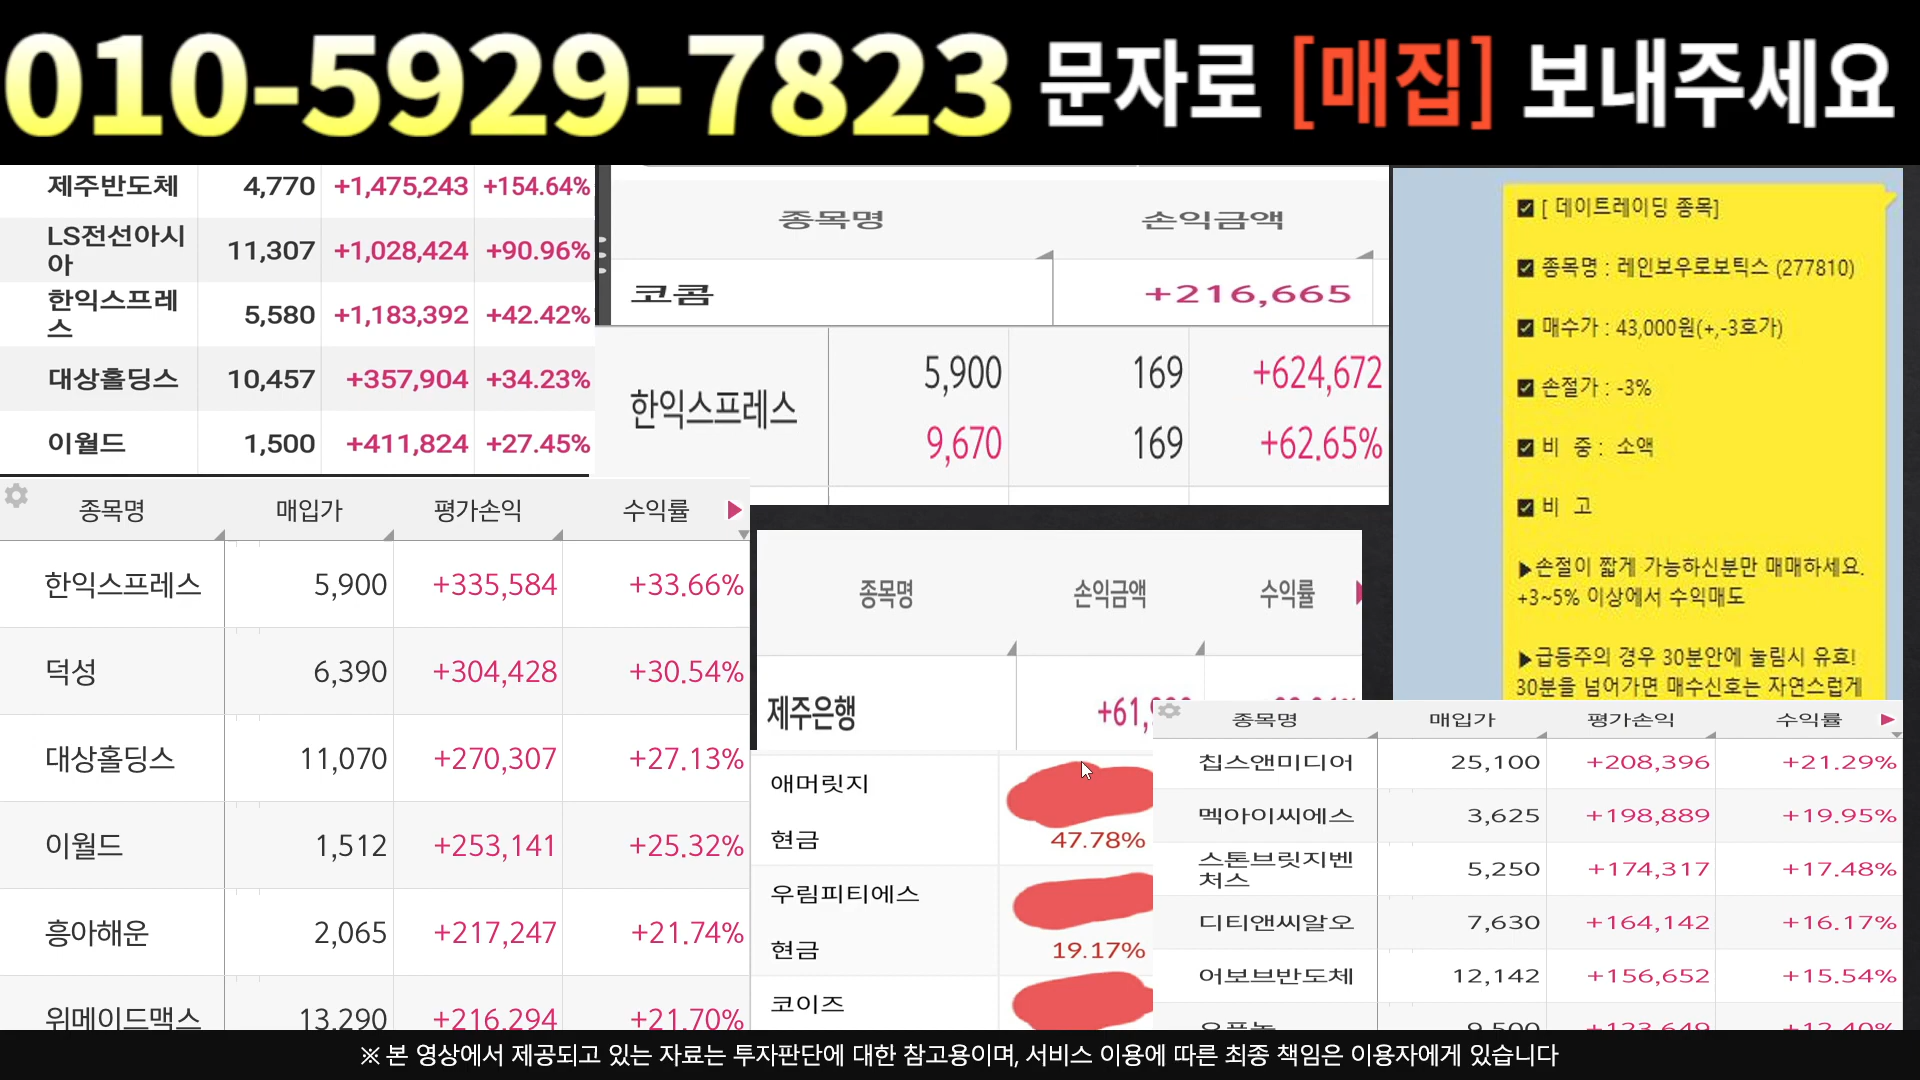 010-5929-7823 문자로 [매집] 보내주세요
제주반도체 4,770 +1,475,243 +154.64%
LS전선아시
아 11,307 +1,028,424 +90.96%
한익스프레
스 5,580 +1,183,392 +42.42%
대상홀딩스 10,457 +357,904 +34.23%
이월드 1,500 +411,824 +27.45%
종목명 손익금액
코콤 +216,665
한익스프레스 5,900 169 +624,672
9,670 169 +62.65%
[ 데이트레이딩 종목]
종목명 : 레인보우로보틱스 (277810)
매수가 : 43,000원(+,-3호가)
손절가 : -3%
비 중 : 소액
비 고
▶손절이 짧게 가능하신분만 매매하세요.
+3~5% 이상에서 수익매도
▶급등주의 경우 30분안에 눌림시 유효!
30분을 넘어가면 매수신호는 자연스럽게
종목명 매입가 평가손익 수익률
한익스프레스 5,900 +335,584 +33.66%
덕성 6,390 +304,428 +30.54%
대상홀딩스 11,070 +270,307 +27.13%
이월드 1,512 +253,141 +25.32%
흥아해운 2,065 +217,247 +21.74%
위메이드맥스 13,290 +216,294 +21.70%
종목명 손익금액 수익률
제주은행 +61,
애머릿지
현금 47.78%
우림피티에스
현금 19.17%
코이즈
종목명 매입가 평가손익 수익률
칩스앤미디어 25,100 +208,396 +21.29%
멕아이씨에스 3,625 +198,889 +19.95%
스톤브릿지벤
처스 5,250 +174,317 +17.48%
디티앤씨알오 7,630 +164,142 +16.17%
어보브반도체 12,142 +156,652 +15.54%
※ 본 영상에서 제공되고 있는 자료는 투자판단에 대한 참고용이며, 서비스 이용에 따른 최종 책임은 이용자에게 있습니다